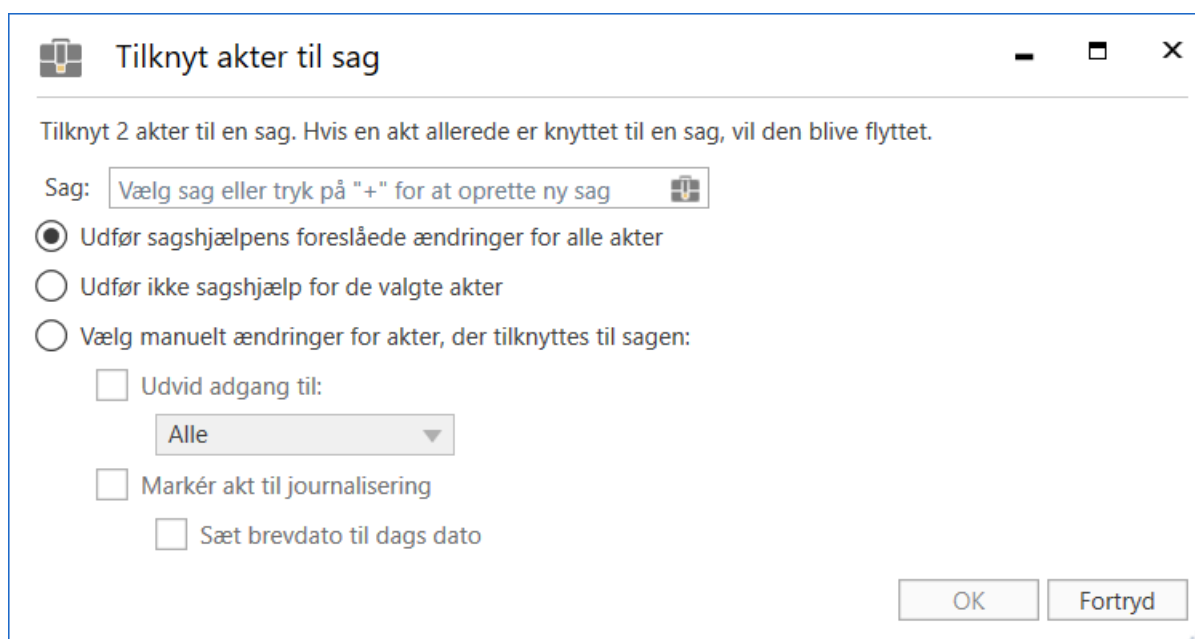 Tilknyt akter til sag
Tilknyt 2 akter til en sag. Hvis en akt allerede er knyttet til en sag, vil den blive flyttet.
Sag: Vælg sag eller tryk på "+" for at oprette ny sag
Udfør sagshjælpens foreslåede ændringer for alle akter
Udfør ikke sagshjælp for de valgte akter
Vælg manuelt ændringer for akter, der tilknyttes til sagen:
Udvid adgang til:
Alle
Markér akt til journalisering
Sæt brevdato til dags dato
OK Fortryd